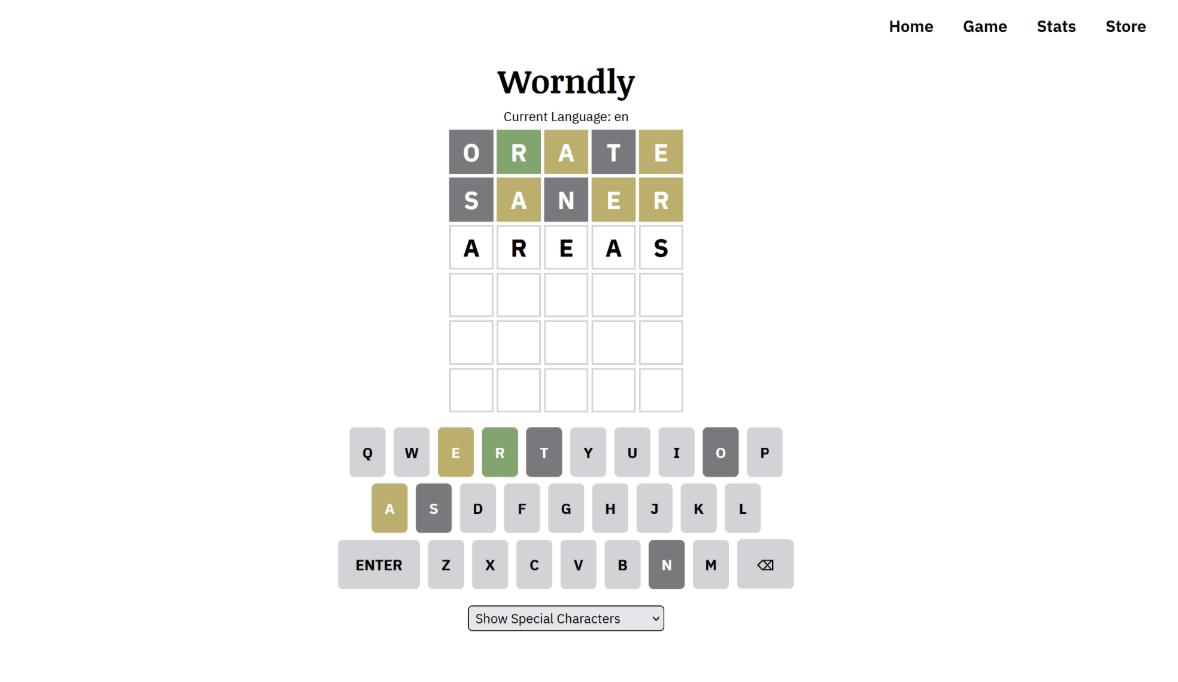 Home Game Stats Store
Worndly
Current Language: en
O R A T E
S A N E R
A R E A S
Q W E R T Y U I O P
A S D F G H J K L
ENTER Z X C V B N M ⌫
Show Special Characters